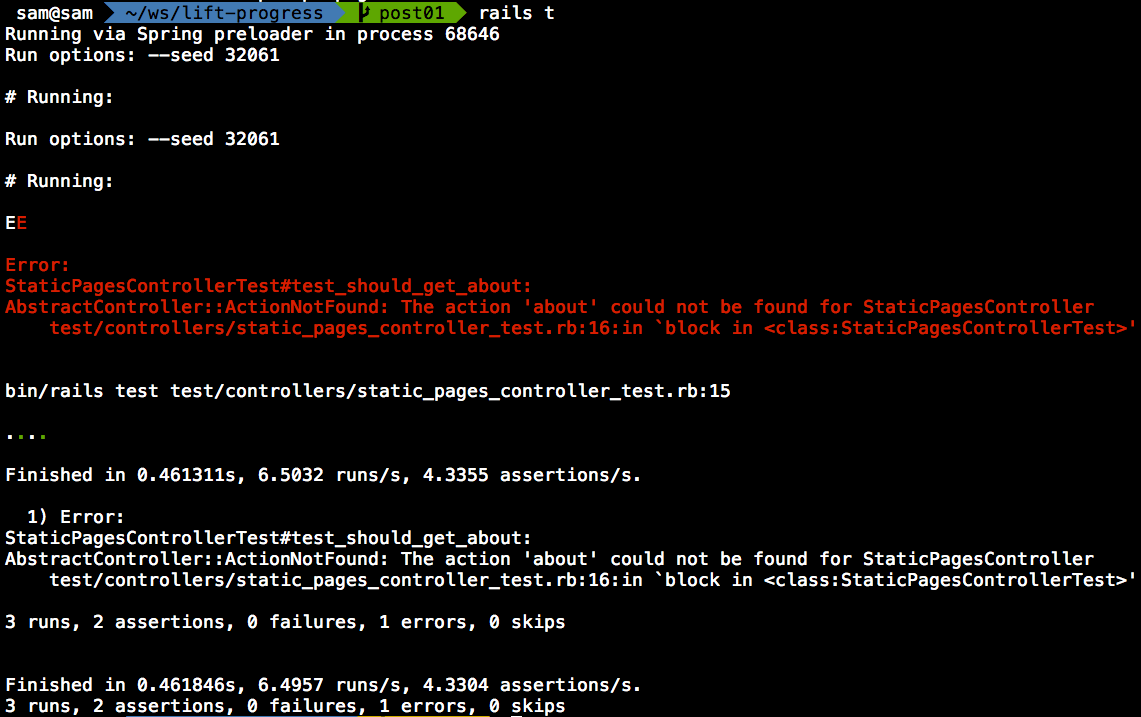 sam@sam ~/ws/lift-progress post01 rails t
Running via Spring preloader in process 68646
Run options: --seed 32061
# Running:
Run options: --seed 32061
# Running:
EE
Error:
StaticPagesControllerTest#test_should_get_about:
AbstractController::ActionNotFound: The action 'about' could not be found for StaticPagesController
test/controllers/static_pages_controller_test.rb:16:in `block in <class:StaticPagesControllerTest>'
bin/rails test test/controllers/static_pages_controller_test.rb:15
....
Finished in 0.461311s, 6.5032 runs/s, 4.3355 assertions/s.
1) Error:
StaticPagesControllerTest#test_should_get_about:
AbstractController::ActionNotFound: The action 'about' could not be found for StaticPagesController
test/controllers/static_pages_controller_test.rb:16:in `block in <class:StaticPagesControllerTest>'
3 runs, 2 assertions, 0 failures, 1 errors, 0 skips
Finished in 0.461846s, 6.4957 runs/s, 4.3304 assertions/s.
3 runs, 2 assertions, 0 failures, 1 errors, 0 skips